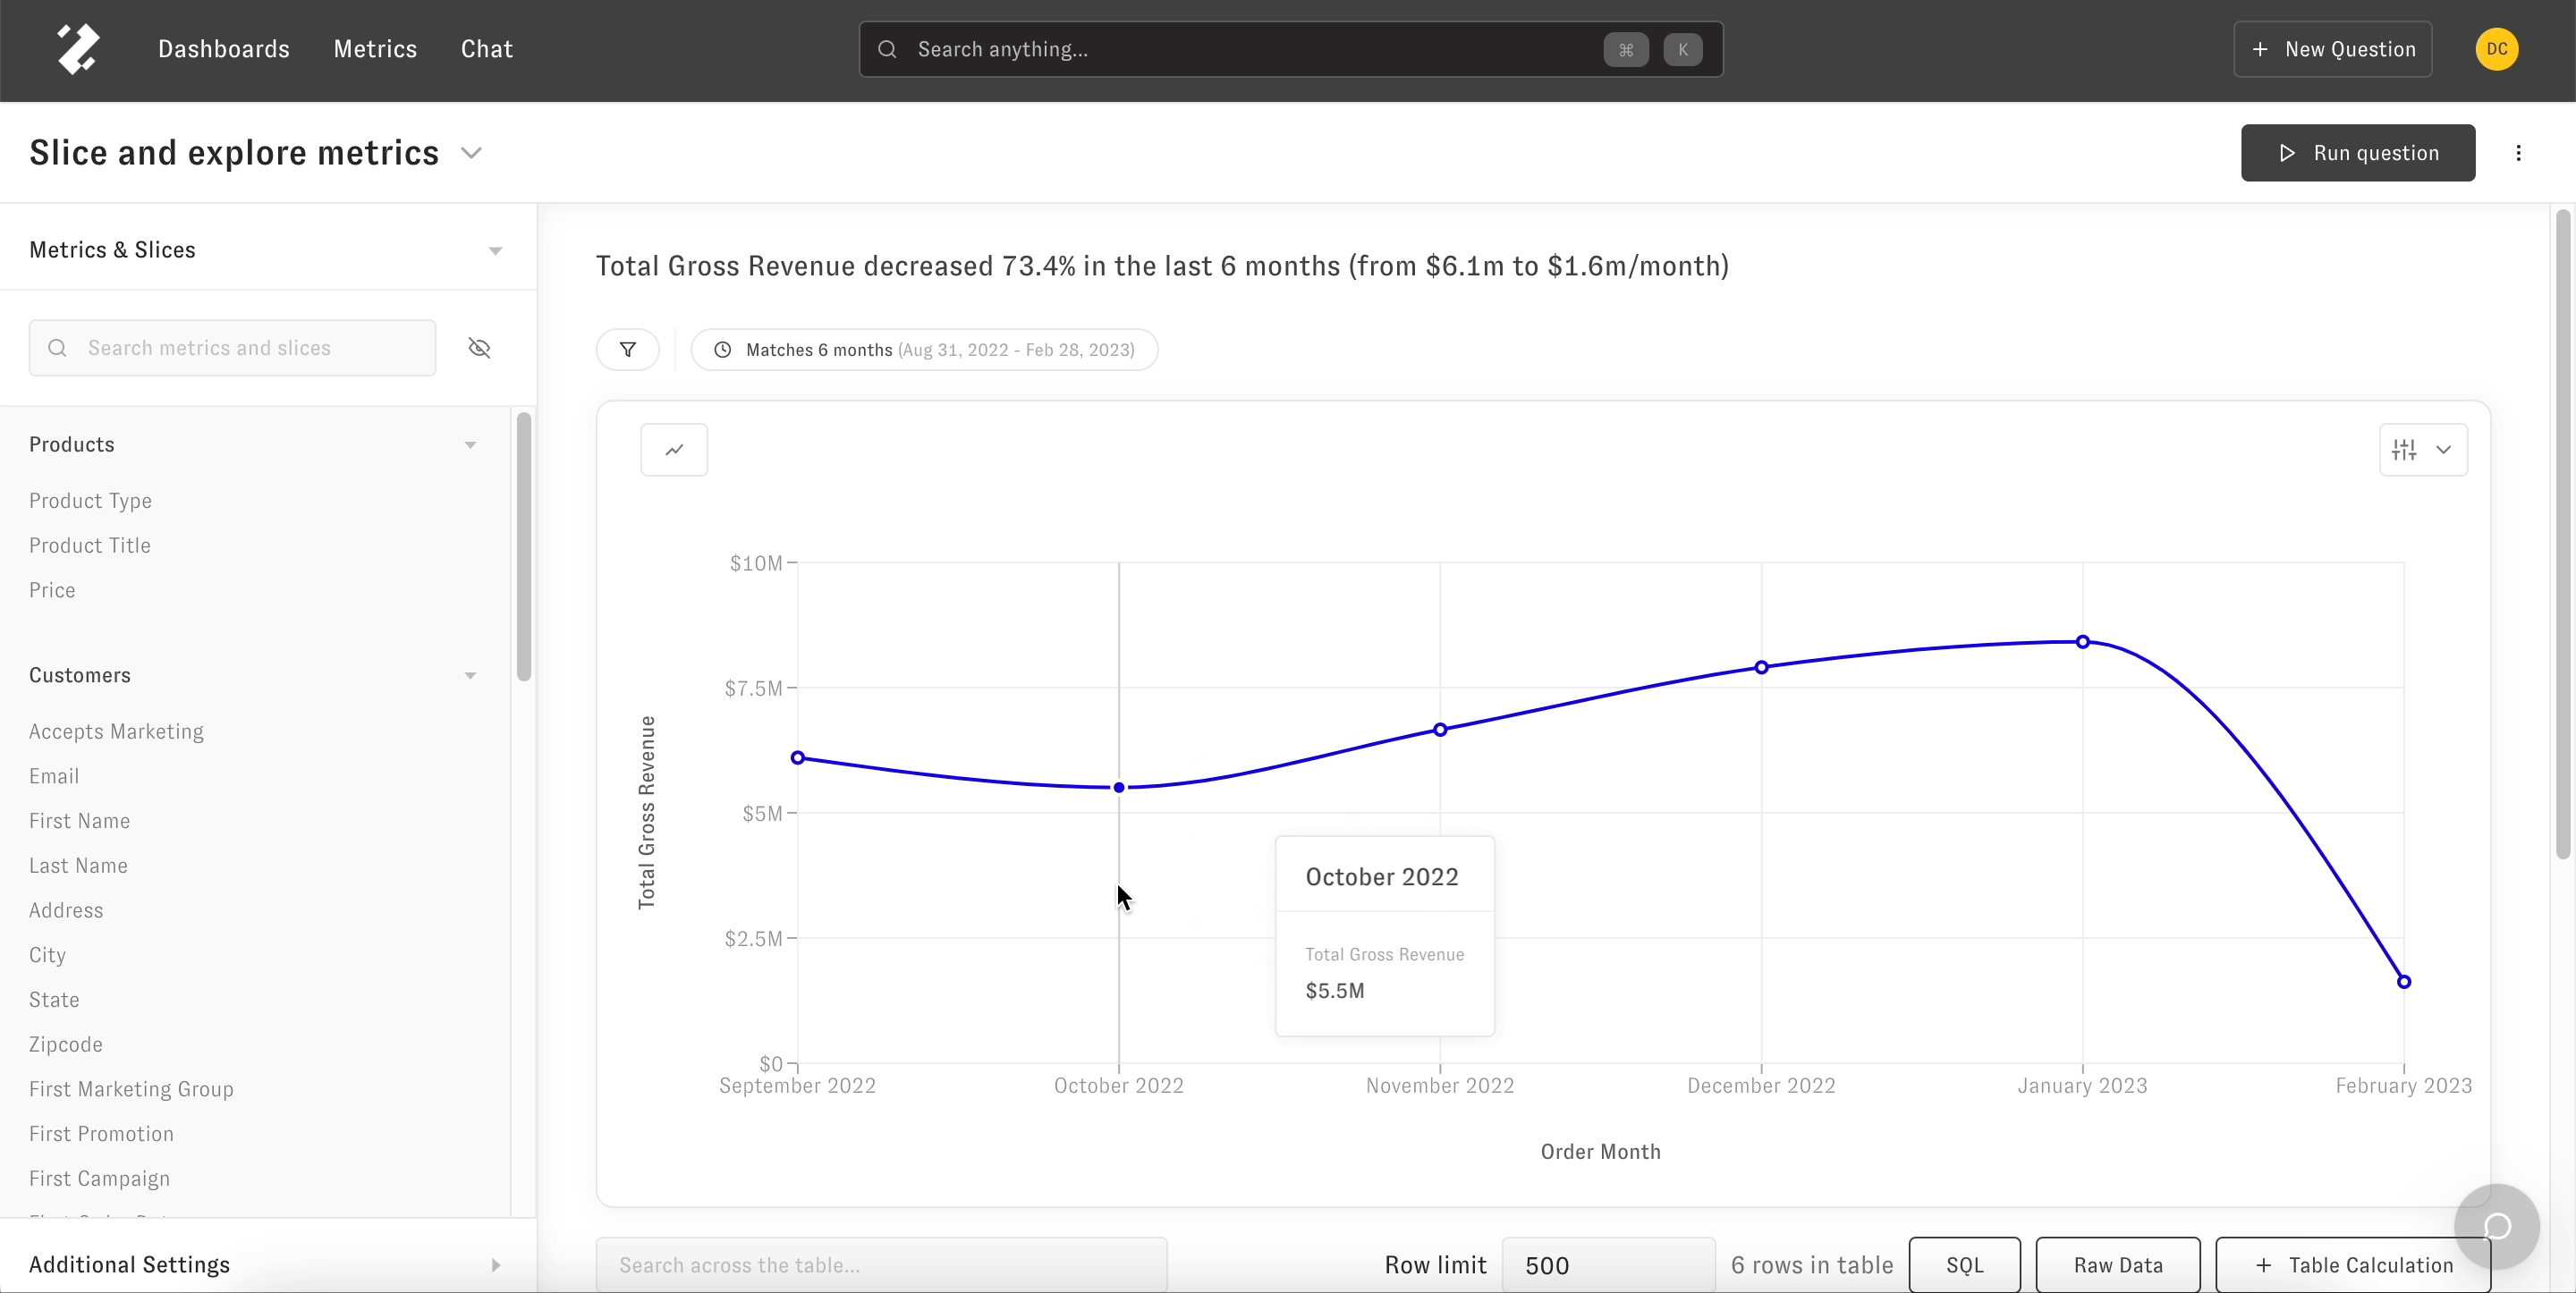 Dashboards Metrics Chat
Search anything... ⌘ K
+ New Question
DC
Slice and explore metrics
Run question
Metrics & Slices
Search metrics and slices
Products
Product Type
Product Title
Price
Customers
Accepts Marketing
Email
First Name
Last Name
Address
City
State
Zipcode
First Marketing Group
First Promotion
First Campaign
Additional Settings
Total Gross Revenue decreased 73.4% in the last 6 months (from $6.1m to $1.6m/month)
Matches 6 months (Aug 31, 2022 - Feb 28, 2023)
Total Gross Revenue
$10M
$7.5M
$5M
$2.5M
$0
October 2022
Total Gross Revenue
$5.5M
September 2022 October 2022 November 2022 December 2022 January 2023 February 2023
Order Month
Search across the table...
Row limit 500 6 rows in table SQL Raw Data + Table Calculation